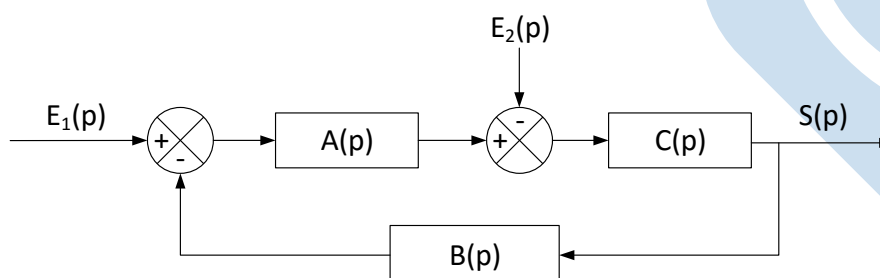 E₂(p)
E₁(p)
+
-
A(p)
-
+
C(p)
S(p)
B(p)